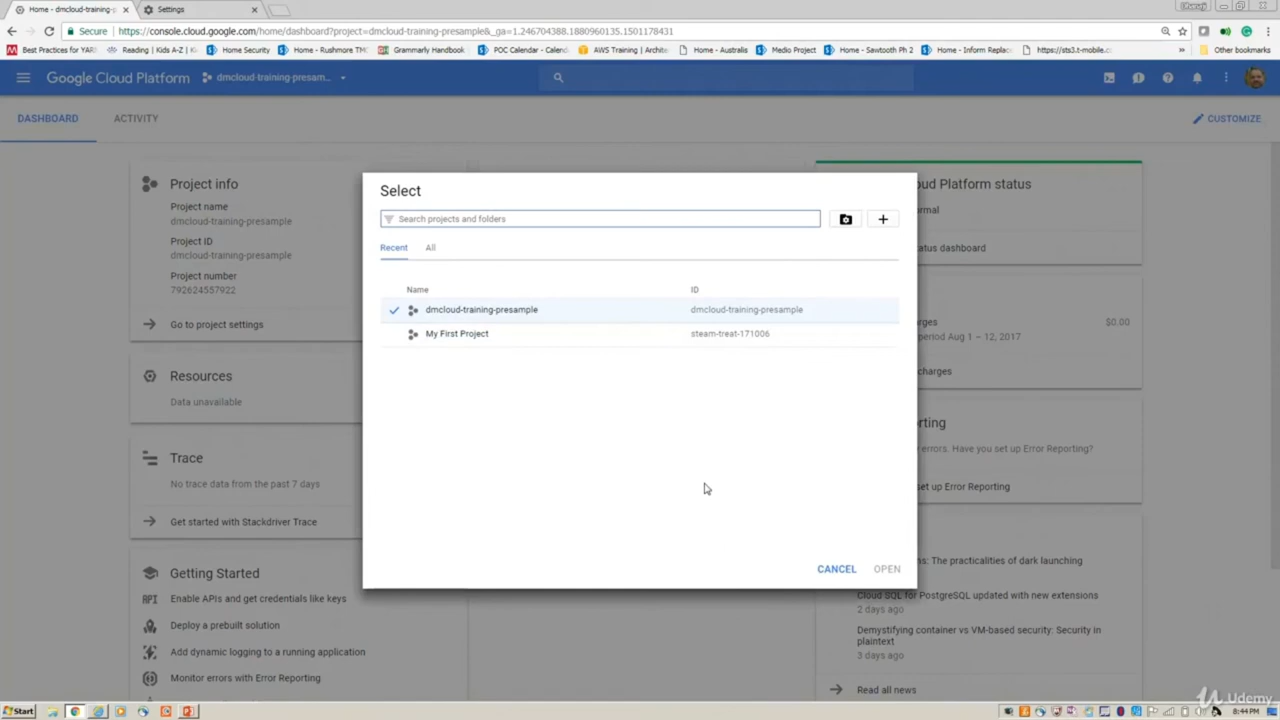 Home - dmcloud-training-p
Settings
Secure
https://console.cloud.google.com/home/dashboard?project=dmcloud-training-presample&_ga=1.246704388.1880960135.1501178431
Best Practices for YAR
Reading | Kids A-Z
Home Security
Home - Rushmore TMC
Grammarly Handbook
POC Calendar - Calend
AWS Training | Archite
Home - Australis
Medio Project
Home - Sawtooth Ph 2
Home - Inform Replac
https://sts3.t-mobile.c
»
Other bookmarks
Google Cloud Platform
dmcloud-training-presam...
DASHBOARD
ACTIVITY
CUSTOMIZE
Project info
Project name
dmcloud-training-presample
Project ID
dmcloud-training-presample
Project number
792624557922
Go to project settings
Resources
Data unavailable
Trace
No trace data from the past 7 days
Get started with Stackdriver Trace
Getting Started
API Enable APIs and get credentials like keys
Deploy a prebuilt solution
Add dynamic logging to a running application
Monitor errors with Error Reporting
Select
Search projects and folders
Recent
All
Name
ID
dmcloud-training-presample
dmcloud-training-presample
My First Project
steam-treat-171006
CANCEL
OPEN
oud Platform status
ormal
tatus dashboard
arges
$0.00
period Aug 1 – 12, 2017
charges
rting
errors. Have you set up Error Reporting?
set up Error Reporting
ns: The practicalities of dark launching
Cloud SQL for PostgreSQL updated with new extensions
2 days ago
Demystifying container vs VM-based security: Security in
plaintext
3 days ago
Read all news
Start
8:44 PM
Udemy